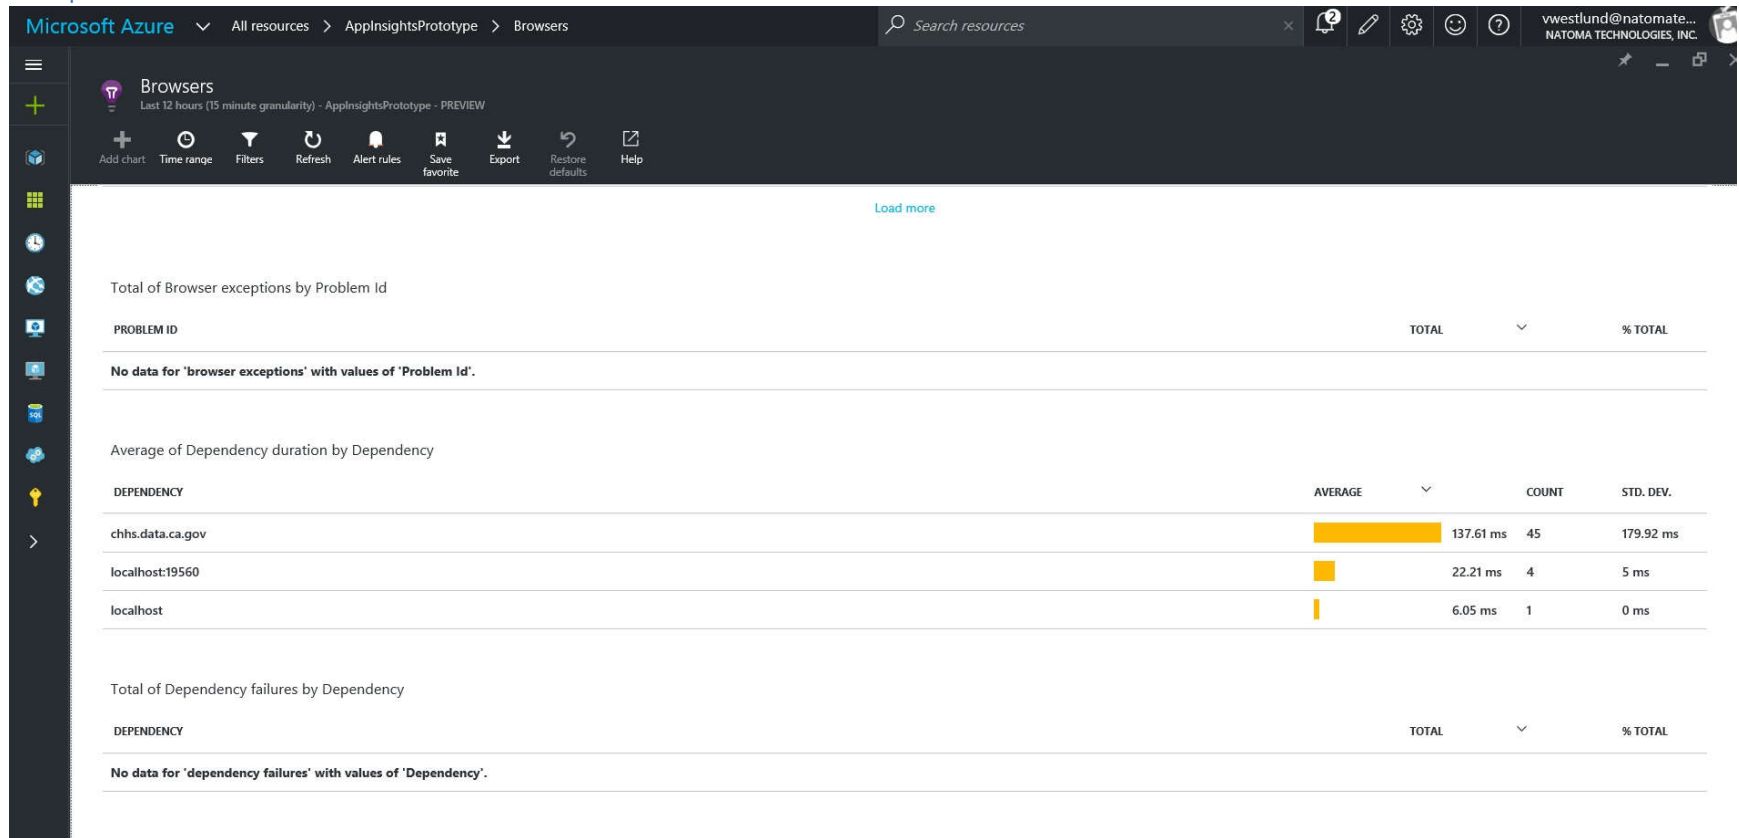 Microsoft Azure All resources > AppInsightsPrototype > Browsers Search resources 2 vwestlund@natomate...
NATOMA TECHNOLOGIES, INC.
Browsers
Last 12 hours (15 minute granularity) - AppInsightsPrototype - PREVIEW
Add chart Time range Filters Refresh Alert rules Save favorite Export Restore defaults Help
Load more
Total of Browser exceptions by Problem Id
PROBLEM ID TOTAL % TOTAL
No data for 'browser exceptions' with values of 'Problem Id'.
Average of Dependency duration by Dependency
DEPENDENCY AVERAGE COUNT STD. DEV.
chhs.data.ca.gov 137.61 ms 45 179.92 ms
localhost:19560 22.21 ms 4 5 ms
localhost 6.05 ms 1 0 ms
Total of Dependency failures by Dependency
DEPENDENCY TOTAL % TOTAL
No data for 'dependency failures' with values of 'Dependency'.
SQL